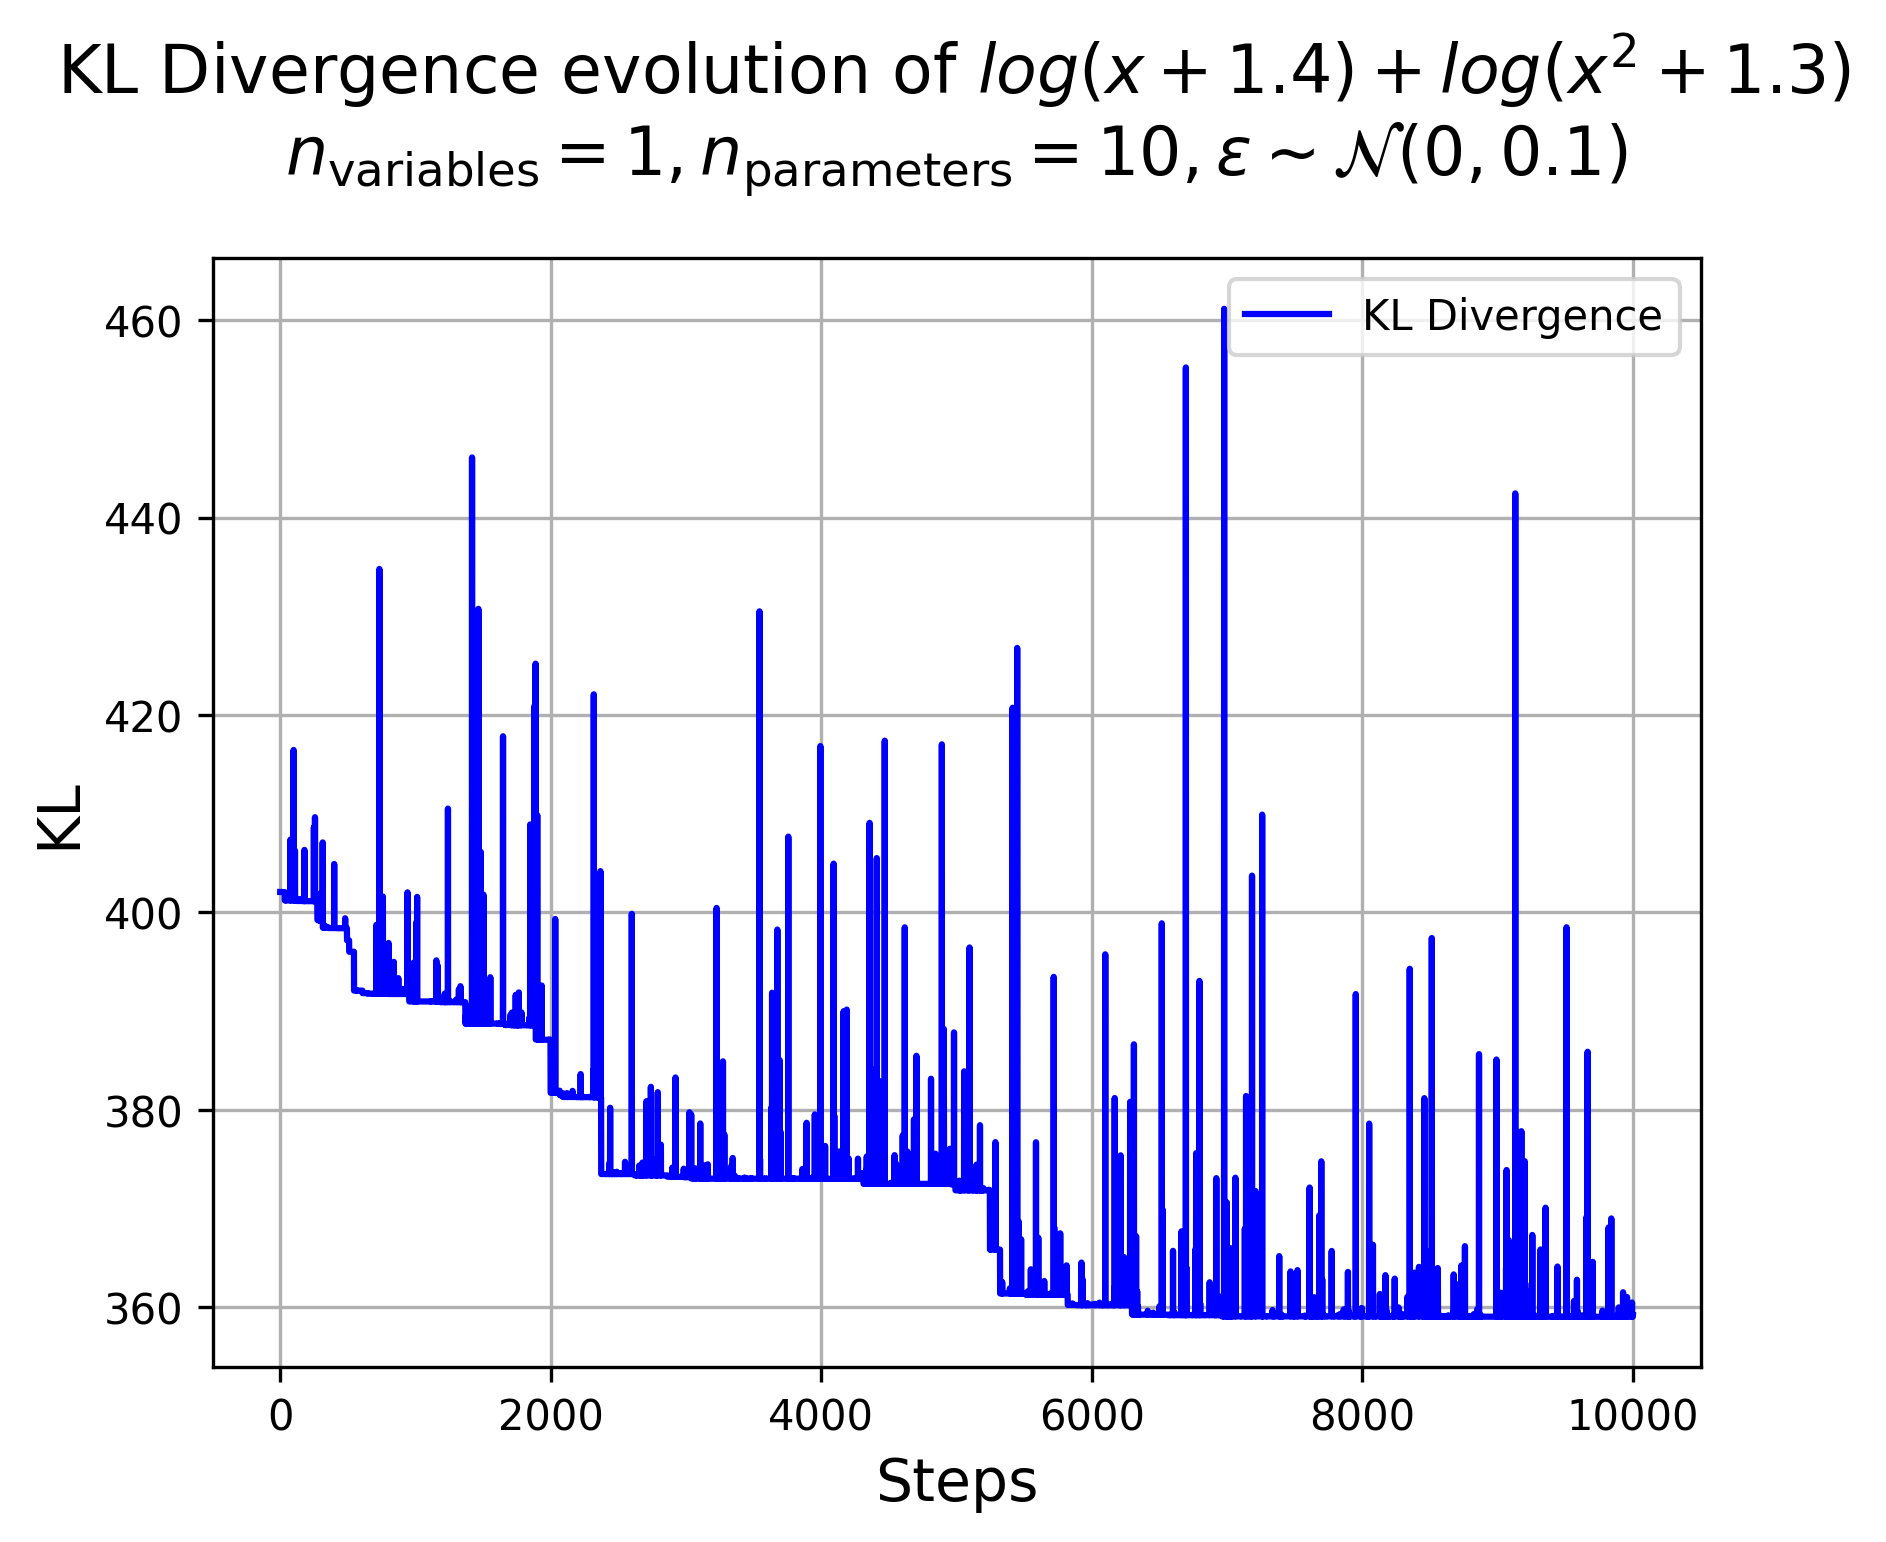 KL Divergence evolution of log(x + 1.4) + log(x² + 1.3)
n_variables = 1, n_parameters = 10, ε ∼ 𝒩(0, 0.1)
KL Divergence
460
440
420
400
380
360
KL
0 2000 4000 6000 8000 10000
Steps